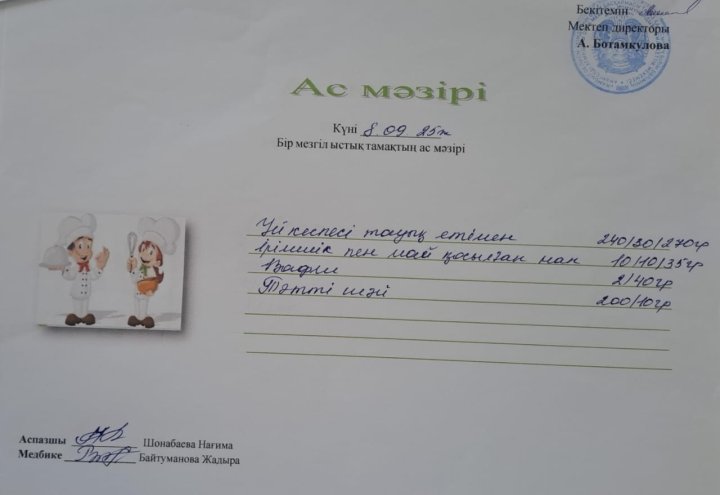 Бекітемін
Мектеп директоры
А. Ботамкулова
Ас мәзірі
Күні 8.09 25ж
Бір мезгіл ыстық тамақтың ас мәзірі
Үй кеспесі тауық етімен 240/30/270гр
Ірімшік пен май қосылған нан 10/10/35гр
Вафли 2/40гр
Тәтті шәй 200/10гр
Аспазшы Шонабаева Нағима
Медбике Байтуманова Жадыра